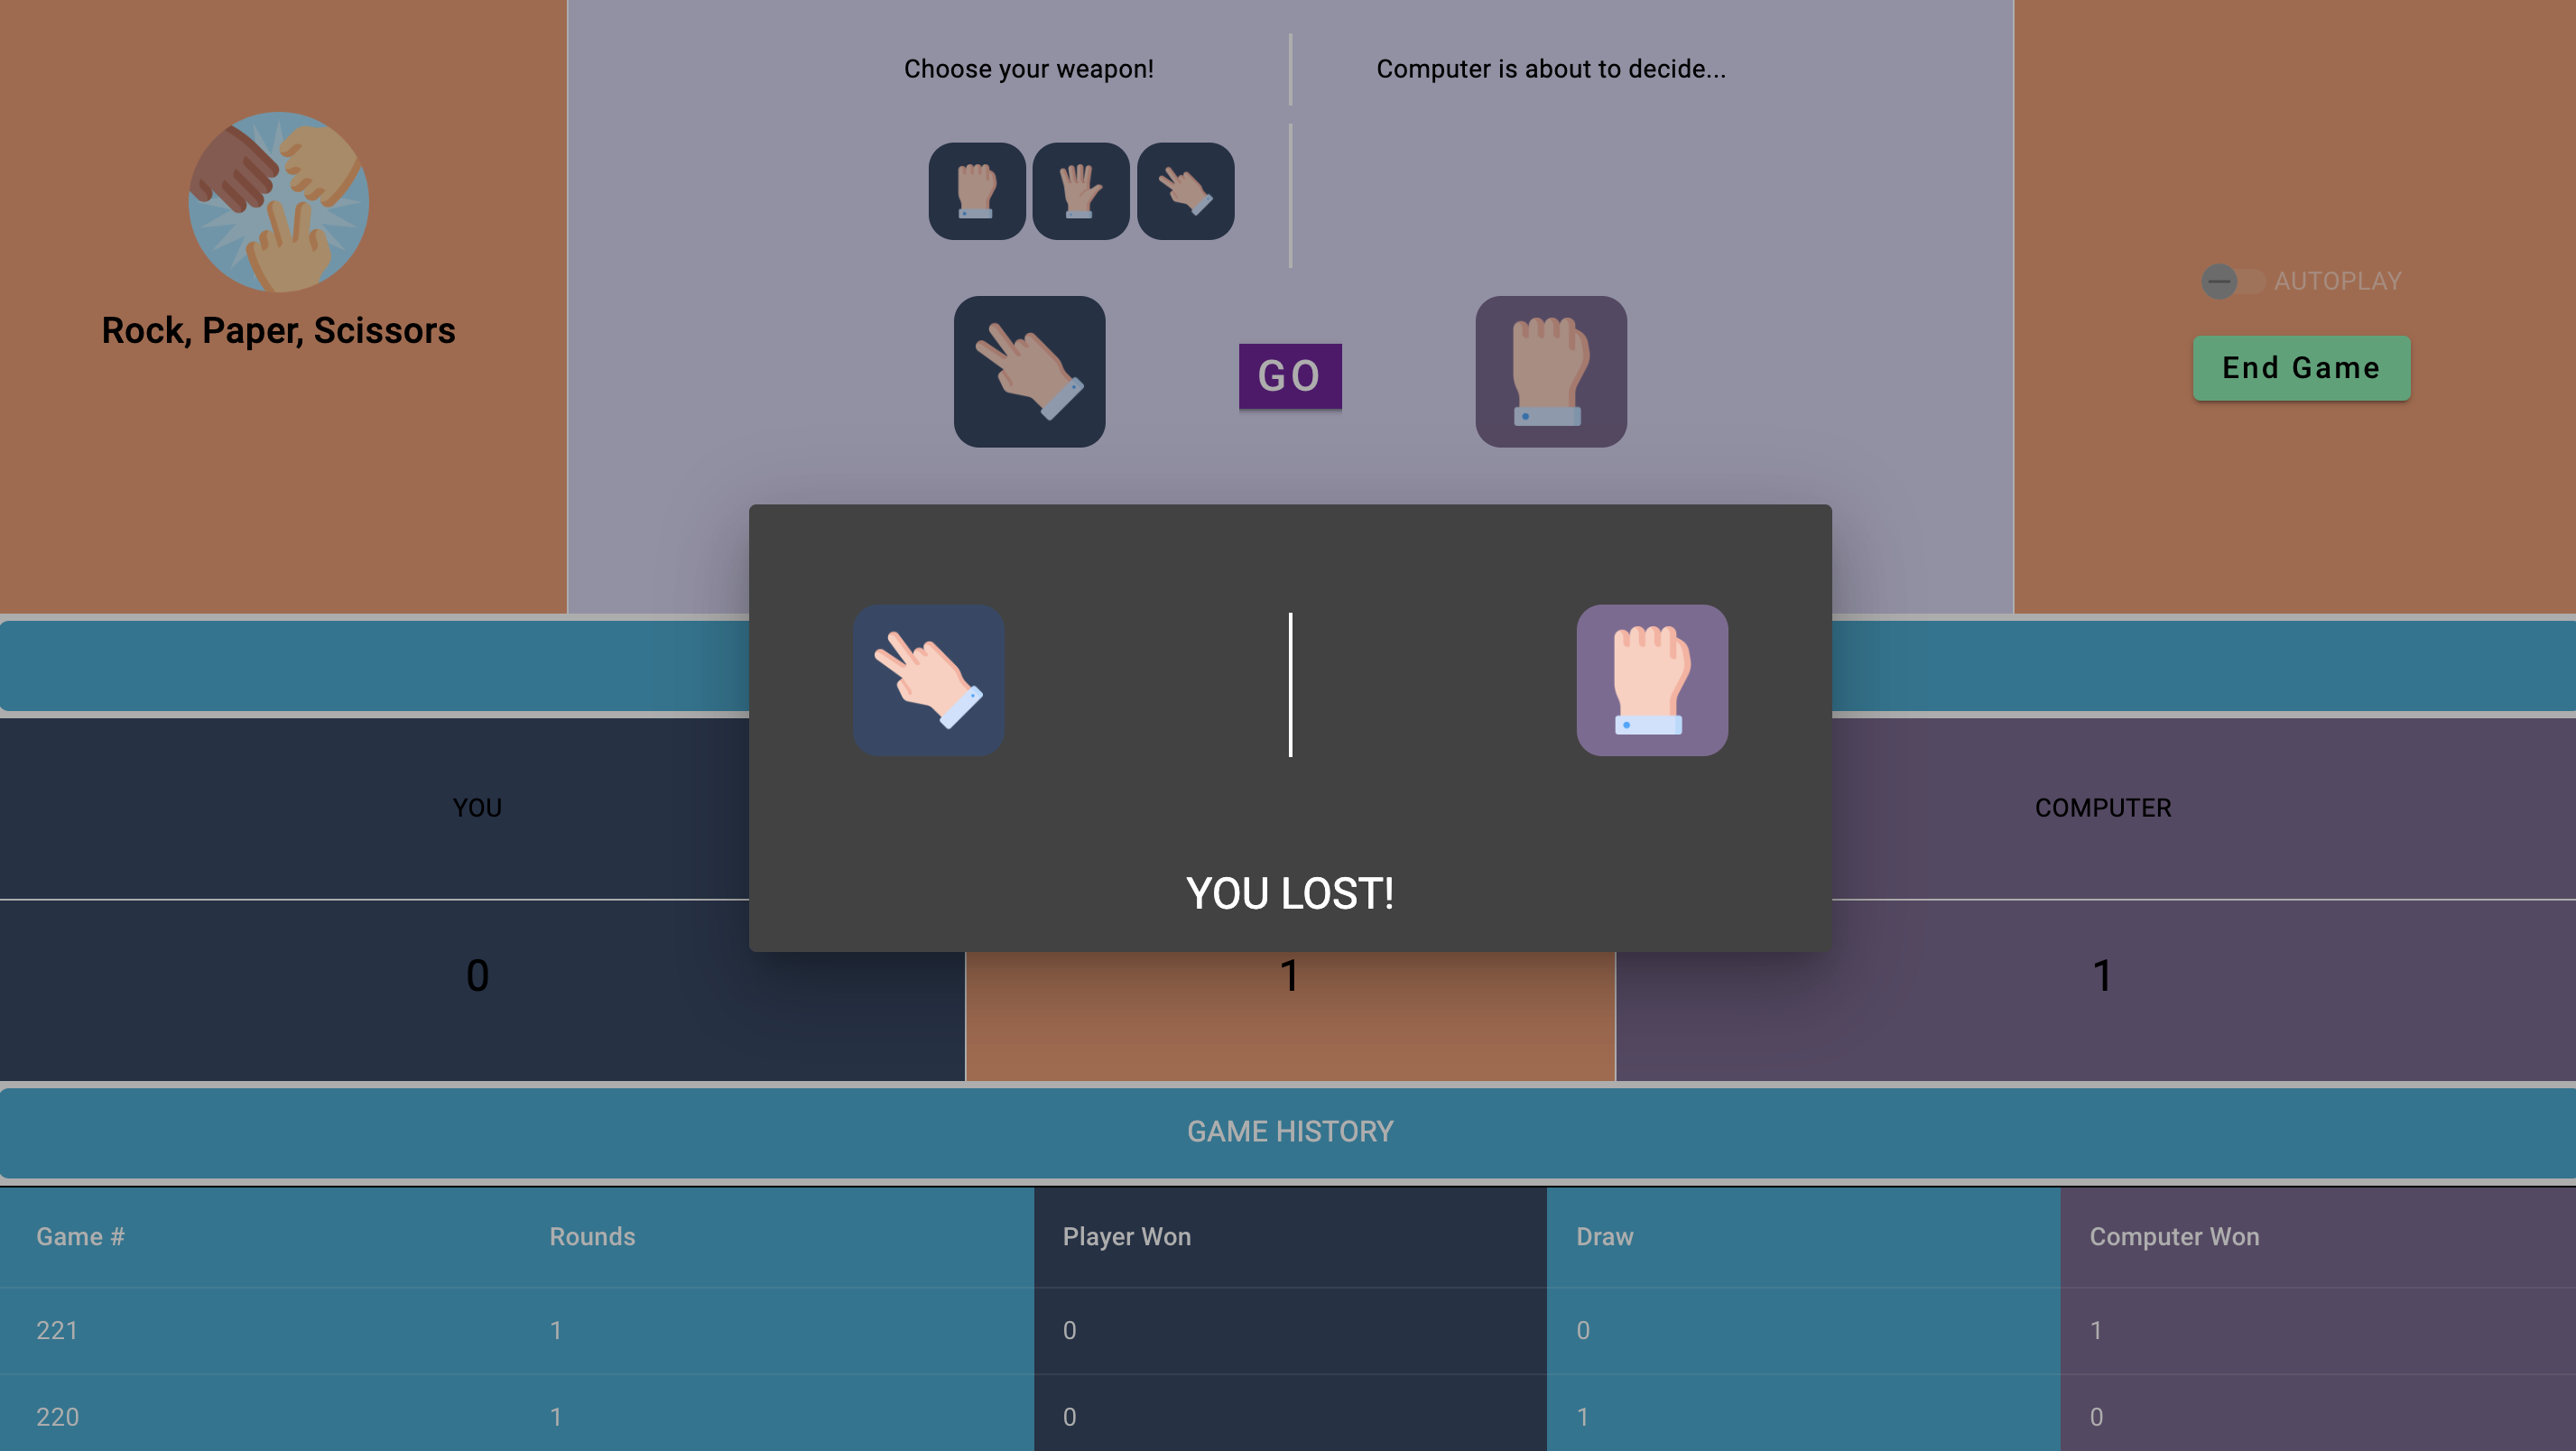 Choose your weapon!
Computer is about to decide...
Rock, Paper, Scissors
AUTOPLAY
GO
End Game
YOU
COMPUTER
YOU LOST!
0
1
1
GAME HISTORY
Game #
Rounds
Player Won
Draw
Computer Won
221
1
0
0
1
220
1
0
1
0